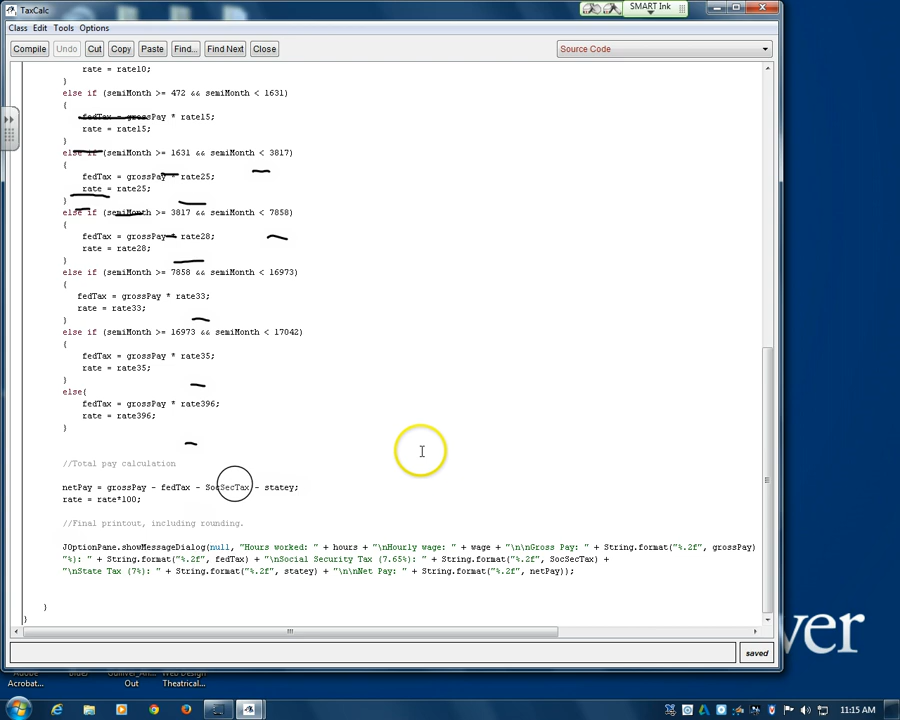 TaxCalc
SMART Ink
Class Edit Tools Options
Compile Undo Cut Copy Paste Find... Find Next Close Source Code
rate = rate10;
}
else if (semiMonth >= 472 && semiMonth < 1631)
{
fedTax = grossPay * rate15;
rate = rate15;
}
else if (semiMonth >= 1631 && semiMonth < 3817)
{
fedTax = grossPay * rate25;
rate = rate25;
}
else if (semiMonth >= 3817 && semiMonth < 7858)
{
fedTax = grossPay * rate28;
rate = rate28;
}
else if (semiMonth >= 7858 && semiMonth < 16973)
{
fedTax = grossPay * rate33;
rate = rate33;
}
else if (semiMonth >= 16973 && semiMonth < 17042)
{
fedTax = grossPay * rate35;
rate = rate35;
}
else{
fedTax = grossPay * rate396;
rate = rate396;
}
//Total pay calculation
netPay = grossPay - fedTax - SocSecTax - statey;
rate = rate*100;
//Final printout, including rounding.
JOptionPane.showMessageDialog(null, "Hours worked: " + hours + "\nHourly wage: " + wage + "\n\nGross Pay: " + String.format("%.2f", grossPay)
"%): " + String.format("%.2f", fedTax) + "\nSocial Security Tax (7.65%): " + String.format("%.2f", SocSecTax) +
"\nState Tax (7%): " + String.format("%.2f", statey) + "\n\nNet Pay: " + String.format("%.2f", netPay));
}
}
saved
ver
Adobe
Acrobat...
Out
Web Design
Theatrical...
11:15 AM